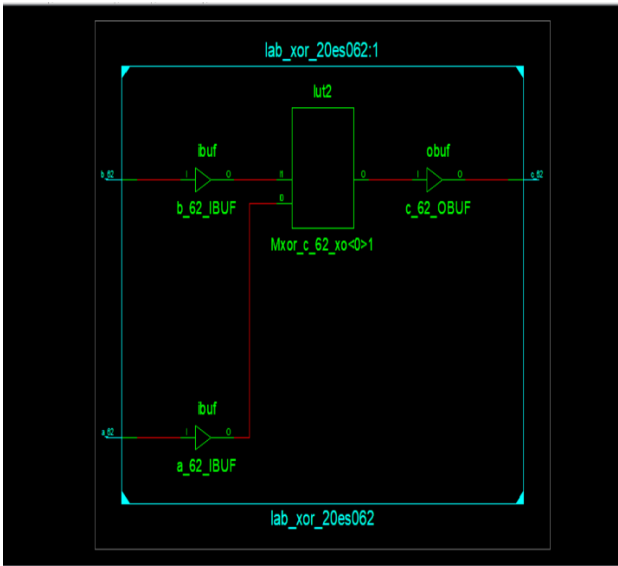 lab_xor_20es062:1
lut2
ibuf
obuf
b_62
I
O
O
I
O
c_62
b_62_IBUF
c_62_OBUF
Mxor_c_62_xo<0>1
ibuf
a_62
I
O
a_62_IBUF
lab_xor_20es062